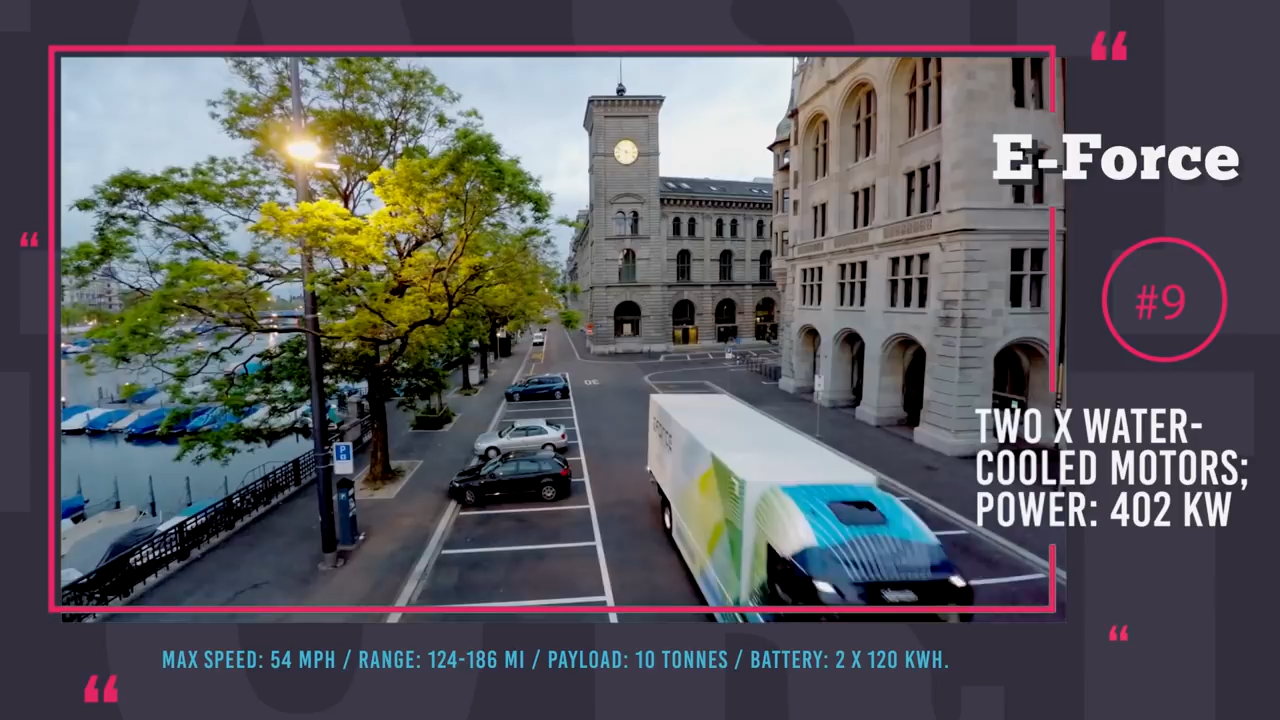 E-Force
#9
TWO X WATER-
COOLED MOTORS;
POWER: 402 KW
P
MAX SPEED: 54 MPH / RANGE: 124-186 MI / PAYLOAD: 10 TONNES / BATTERY: 2 X 120 KWH.